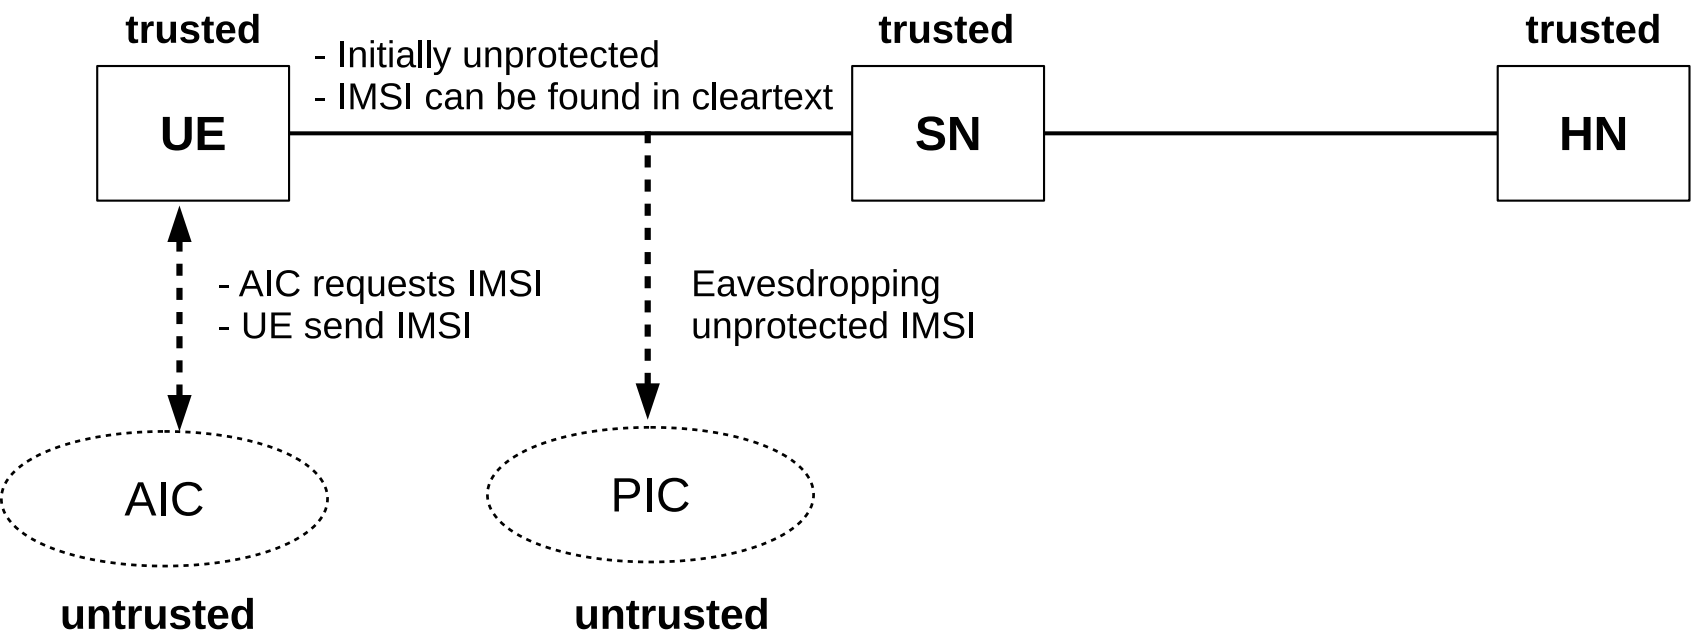 trusted
trusted
trusted
- Initially unprotected
- IMSI can be found in cleartext
UE
SN
HN
- AIC requests IMSI
- UE send IMSI
Eavesdropping
unprotected IMSI
AIC
PIC
untrusted
untrusted